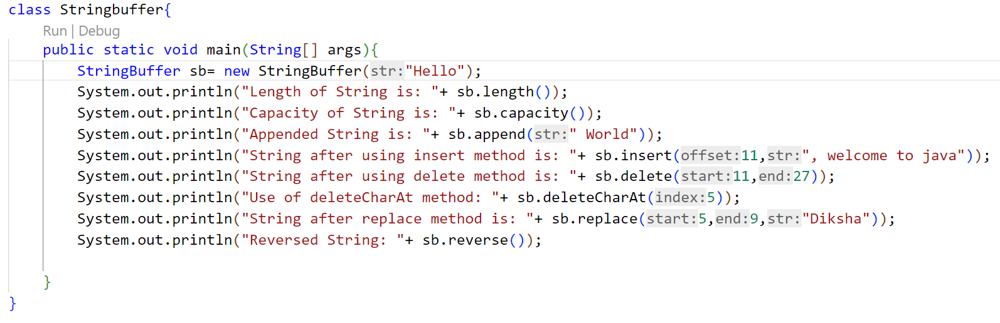 class Stringbuffer{
Run | Debug
public static void main(String[] args){
StringBuffer sb= new StringBuffer(str:"Hello");
System.out.println("Length of String is: "+ sb.length());
System.out.println("Capacity of String is: "+ sb.capacity());
System.out.println("Appended String is: "+ sb.append(str:" World"));
System.out.println("String after using insert method is: "+ sb.insert(offset:11,str:", welcome to java"));
System.out.println("String after using delete method is: "+ sb.delete(start:11,end:27));
System.out.println("Use of deleteCharAt method: "+ sb.deleteCharAt(index:5));
System.out.println("String after replace method is: "+ sb.replace(start:5,end:9,str:"Diksha"));
System.out.println("Reversed String: "+ sb.reverse());
}
}